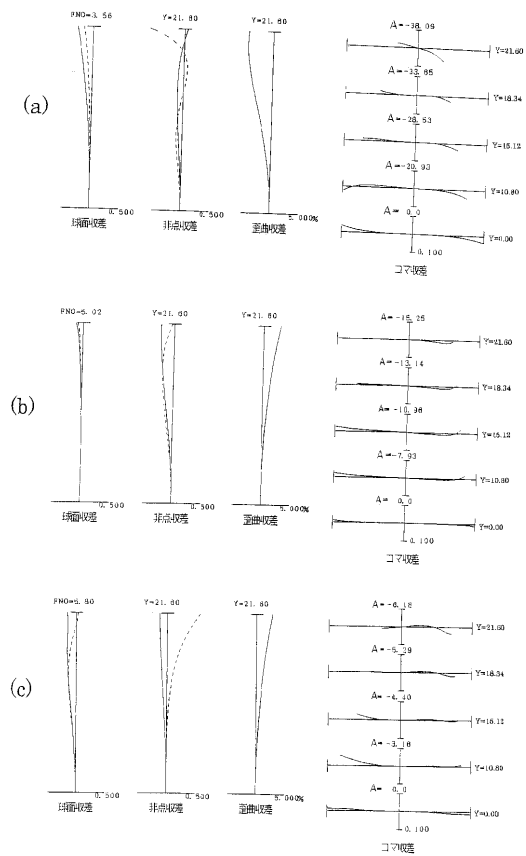 (a)
FNO=3.56
0.500
球面収差
Y=21.60
0.500
非点収差
Y=21.60
5.000%
歪曲収差
A=-38.09
Y=21.60
A=-33.65
Y=18.34
A=-28.53
Y=15.12
A=-20.93
Y=10.80
A= 0.0
Y=0.00
0.100
コマ収差
(b)
FNO=5.02
0.500
球面収差
Y=21.60
0.500
非点収差
Y=21.60
5.000%
歪曲収差
A=-15.25
Y=21.60
A=-13.14
Y=18.34
A=-10.96
Y=15.12
A=-7.93
Y=10.80
A= 0.0
Y=0.00
0.100
コマ収差
(c)
FNO=5.80
0.500
球面収差
Y=21.60
0.500
非点収差
Y=21.60
5.000%
歪曲収差
A=-6.18
Y=21.60
A=-5.29
Y=18.34
A=-4.40
Y=15.12
A=-3.16
Y=10.80
A= 0.0
Y=0.00
0.100
コマ収差